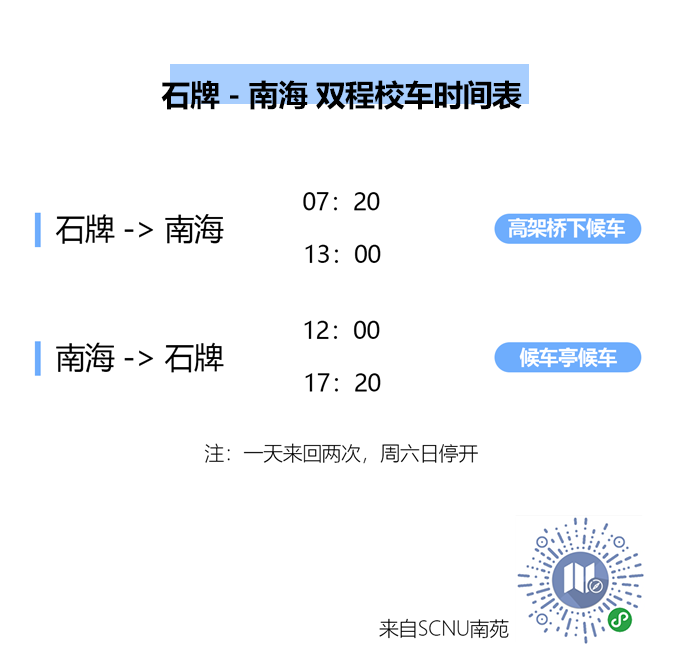 石牌 - 南海 双程校车时间表
石牌 -> 南海
07：20
13：00
高架桥下候车
南海 -> 石牌
12：00
17：20
候车亭候车
注：一天来回两次，周六日停开
来自SCNU南苑